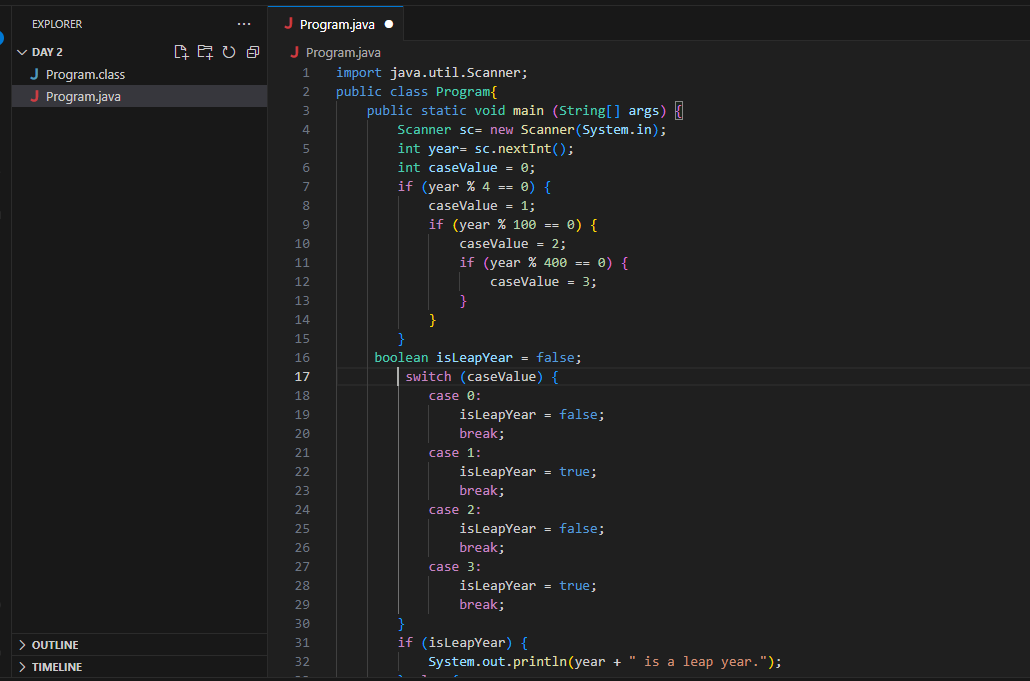 EXPLORER
DAY 2
Program.class
Program.java
OUTLINE
TIMELINE
Program.java
Program.java
1 import java.util.Scanner;
2 public class Program{
3 public static void main (String[] args) {
4 Scanner sc= new Scanner(System.in);
5 int year= sc.nextInt();
6 int caseValue = 0;
7 if (year % 4 == 0) {
8 caseValue = 1;
9 if (year % 100 == 0) {
10 caseValue = 2;
11 if (year % 400 == 0) {
12 caseValue = 3;
13 }
14 }
15 }
16 boolean isLeapYear = false;
17 switch (caseValue) {
18 case 0:
19 isLeapYear = false;
20 break;
21 case 1:
22 isLeapYear = true;
23 break;
24 case 2:
25 isLeapYear = false;
26 break;
27 case 3:
28 isLeapYear = true;
29 break;
30 }
31 if (isLeapYear) {
32 System.out.println(year + " is a leap year.");